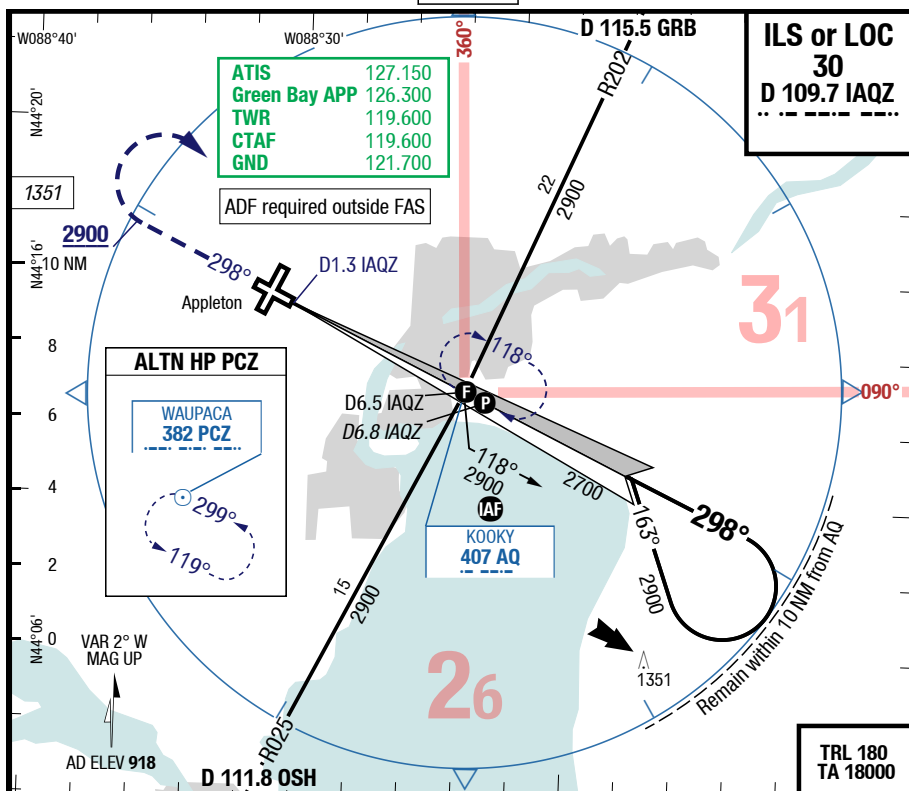 W088°40'
W088°30'
360°
D 115.5 GRB
ILS or LOC
30
D 109.7 IAQZ
ATIS 127.150
Green Bay APP 126.300
TWR 119.600
CTAF 119.600
GND 121.700
R202
N44°20'
1351
ADF required outside FAS
22
2900
2900
10 NM
298°
N44°16'
D1.3 IAQZ
Appleton
31
8
ALTN HP PCZ
118°
090°
D6.5 IAQZ
F
P
D6.8 IAQZ
6
WAUPACA
382 PCZ
118°
2900
2700
4
IAF
299°
119°
163°
298°
KOOKY
407 AQ
2
2900
15
2900
Remain within 10 NM from AQ
N44°06'
0
VAR 2° W
MAG UP
1351
26
R025
AD ELEV 918
D 111.8 OSH
TRL 180
TA 18000